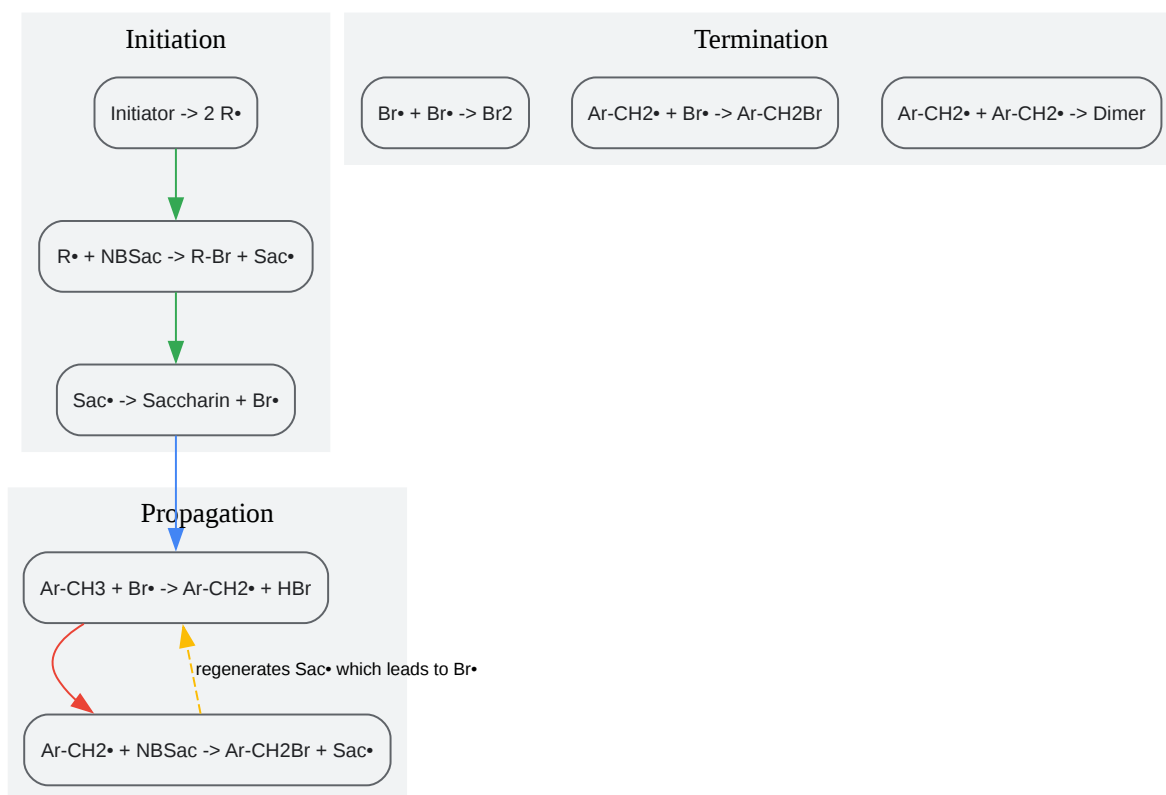 Initiation
Initiator -> 2 R•
R• + NBSac -> R-Br + Sac•
Sac• -> Saccharin + Br•
Termination
Br• + Br• -> Br2
Ar-CH2• + Br• -> Ar-CH2Br
Ar-CH2• + Ar-CH2• -> Dimer
Propagation
Ar-CH3 + Br• -> Ar-CH2• + HBr
regenerates Sac• which leads to Br•
Ar-CH2• + NBSac -> Ar-CH2Br + Sac•